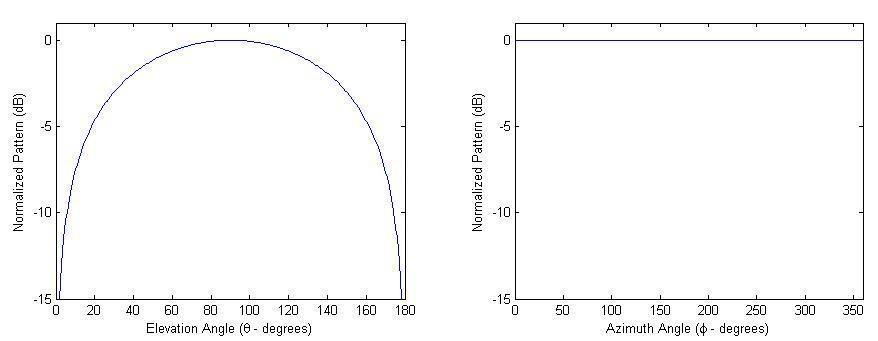 Normalized Pattern (dB)
0
-5
-10
-15
0 20 40 60 80 100 120 140 160 180
Elevation Angle (θ - degrees)
Normalized Pattern (dB)
0
-5
-10
-15
0 50 100 150 200 250 300 350
Azimuth Angle (ϕ - degrees)